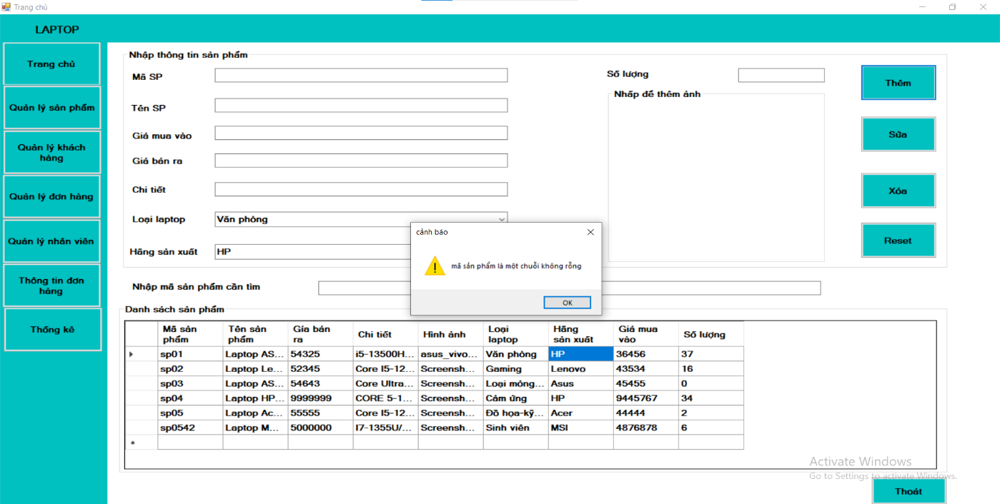 Trang chủ
LAPTOP
Trang chủ
Quản lý sản phẩm
Quản lý khách
hàng
Quản lý đơn hàng
Quản lý nhân viên
Thông tin đơn
hàng
Thống kê
Nhập thông tin sản phẩm
Mã SP
Tên SP
Giá mua vào
Giá bán ra
Chi tiết
Loại laptop
Văn phòng
Hãng sản xuất
HP
Số lượng
Nhấp để thêm ảnh
Thêm
Sửa
Xóa
Reset
cảnh báo
mã sản phẩm là một chuỗi không rỗng
OK
Nhập mã sản phẩm cần tìm
Danh sách sản phẩm
Mã sản phẩm Tên sản phẩm Gía bán ra Chi tiết Hình ảnh Loại laptop Hãng sản xuất Giá mua vào Số lượng
sp01 Laptop AS... 54325 i5-13500H... asus_vivo... Văn phòng HP 36456 37
sp02 Laptop Le... 52345 Core I5-12... Screensh... Gaming Lenovo 43534 16
sp03 Laptop AS... 54643 Core Ultra... Screensh... Loại mỏng... Asus 45455 0
sp04 Laptop HP... 9999999 CORE 5-1... Screensh... Cảm ứng HP 9445767 34
sp05 Laptop Ac... 55555 Core I5-12... Screensh... Đồ họa-kỹ... Acer 44444 2
sp0542 Laptop M... 5000000 I7-1355U/... Screensh... Sinh viên MSI 4876878 6
Activate Windows
Go to Settings to activate Windows.
Thoát